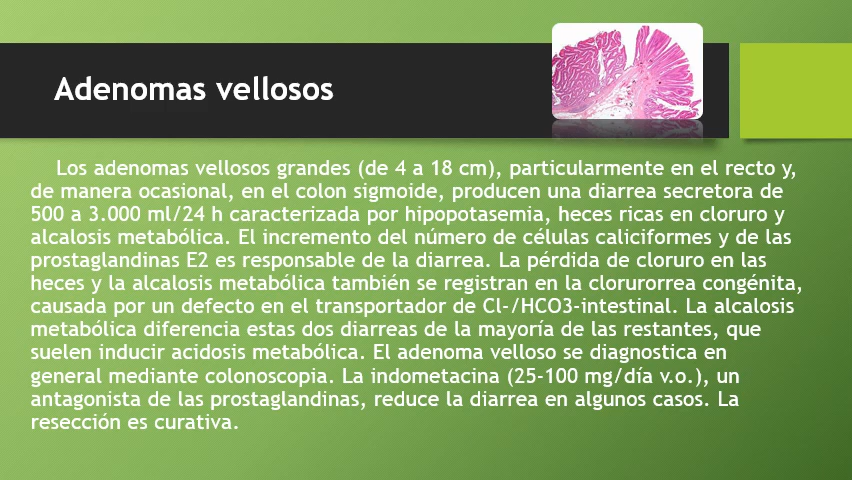 Adenomas vellosos
Los adenomas vellosos grandes (de 4 a 18 cm), particularmente en el recto y,
de manera ocasional, en el colon sigmoide, producen una diarrea secretora de
500 a 3.000 ml/24 h caracterizada por hipopotasemia, heces ricas en cloruro y
alcalosis metabólica. El incremento del número de células caliciformes y de las
prostaglandinas E2 es responsable de la diarrea. La pérdida de cloruro en las
heces y la alcalosis metabólica también se registran en la clorurorrea congénita,
causada por un defecto en el transportador de Cl-/HCO3-intestinal. La alcalosis
metabólica diferencia estas dos diarreas de la mayoría de las restantes, que
suelen inducir acidosis metabólica. El adenoma velloso se diagnostica en
general mediante colonoscopia. La indometacina (25-100 mg/día v.o.), un
antagonista de las prostaglandinas, reduce la diarrea en algunos casos. La
resección es curativa.